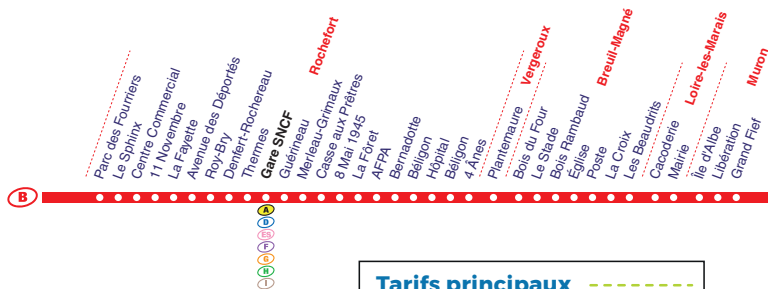 Rochefort
Vergeroux
Breuil-Magné
Loire-les-Marais
Muron
Parc des Fourriers
Le Sphinx
Centre Commercial
11 Novembre
La Fayette
Avenue des Déportés
Roy-Bry
Denfert-Rochereau
Thermes
Gare SNCF
Guérineau
Merleau-Grimaux
Casse aux Prêtres
8 Mai 1945
La Fôret
AFPA
Bernadotte
Béligon
Hôpital
Béligon
4 Ânes
Plantemaure
Bois du Four
Le Stade
Bois Rambaud
Église
Poste
La Croix
Les Beaudrits
Cacoderie
Mairie
Île d'Albe
Libération
Grand Fief
B
A
D
ES
F
G
H
I
Tarifs principaux